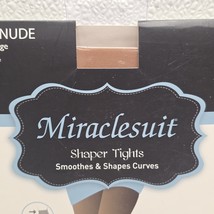 NUDE
Miraclesuit
Shaper Tights
Smoothes & Shapes Curves